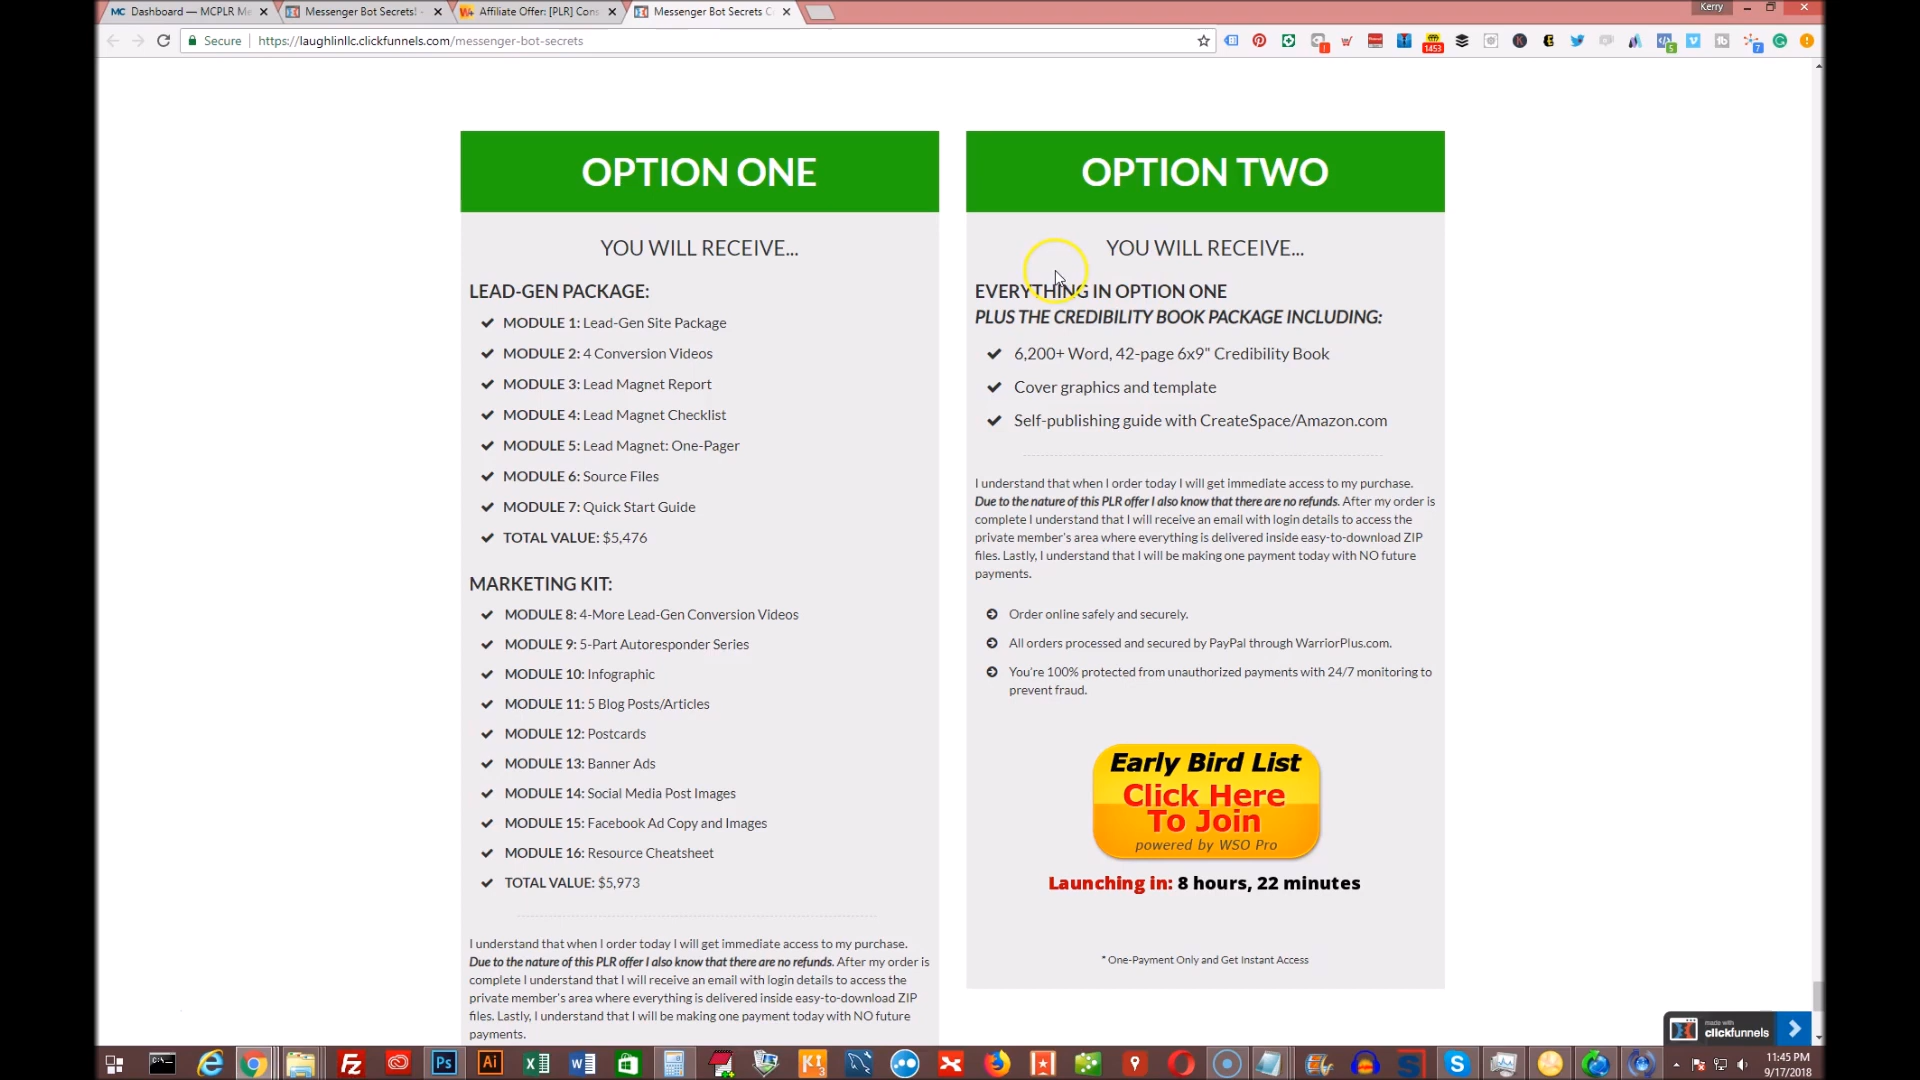 Dashboard — MCPLR Me
Messenger Bot Secrets! -
Affiliate Offer: [PLR] Cons
Messenger Bot Secrets C
Kerry
Secure
https://laughlinllc.clickfunnels.com/messenger-bot-secrets
1
1453
5
7
OPTION ONE
YOU WILL RECEIVE...
LEAD-GEN PACKAGE:
MODULE 1: Lead-Gen Site Package
MODULE 2: 4 Conversion Videos
MODULE 3: Lead Magnet Report
MODULE 4: Lead Magnet Checklist
MODULE 5: Lead Magnet: One-Pager
MODULE 6: Source Files
MODULE 7: Quick Start Guide
TOTAL VALUE: $5,476
MARKETING KIT:
MODULE 8: 4-More Lead-Gen Conversion Videos
MODULE 9: 5-Part Autoresponder Series
MODULE 10: Infographic
MODULE 11: 5 Blog Posts/Articles
MODULE 12: Postcards
MODULE 13: Banner Ads
MODULE 14: Social Media Post Images
MODULE 15: Facebook Ad Copy and Images
MODULE 16: Resource Cheatsheet
TOTAL VALUE: $5,973
I understand that when I order today I will get immediate access to my purchase.
Due to the nature of this PLR offer I also know that there are no refunds. After my order is
complete I understand that I will receive an email with login details to access the
private member's area where everything is delivered inside easy-to-download ZIP
files. Lastly, I understand that I will be making one payment today with NO future
payments.
OPTION TWO
YOU WILL RECEIVE...
EVERYTHING IN OPTION ONE
PLUS THE CREDIBILITY BOOK PACKAGE INCLUDING:
6,200+ Word, 42-page 6x9" Credibility Book
Cover graphics and template
Self-publishing guide with CreateSpace/Amazon.com
I understand that when I order today I will get immediate access to my purchase.
Due to the nature of this PLR offer I also know that there are no refunds. After my order is
complete I understand that I will receive an email with login details to access the
private member's area where everything is delivered inside easy-to-download ZIP
files. Lastly, I understand that I will be making one payment today with NO future
payments.
Order online safely and securely.
All orders processed and secured by PayPal through WarriorPlus.com.
You're 100% protected from unauthorized payments with 24/7 monitoring to
prevent fraud.
Early Bird List
Click Here
To Join
powered by WSO Pro
Launching in: 8 hours, 22 minutes
* One-Payment Only and Get Instant Access
made with
clickfunnels
11:45 PM
9/17/2018